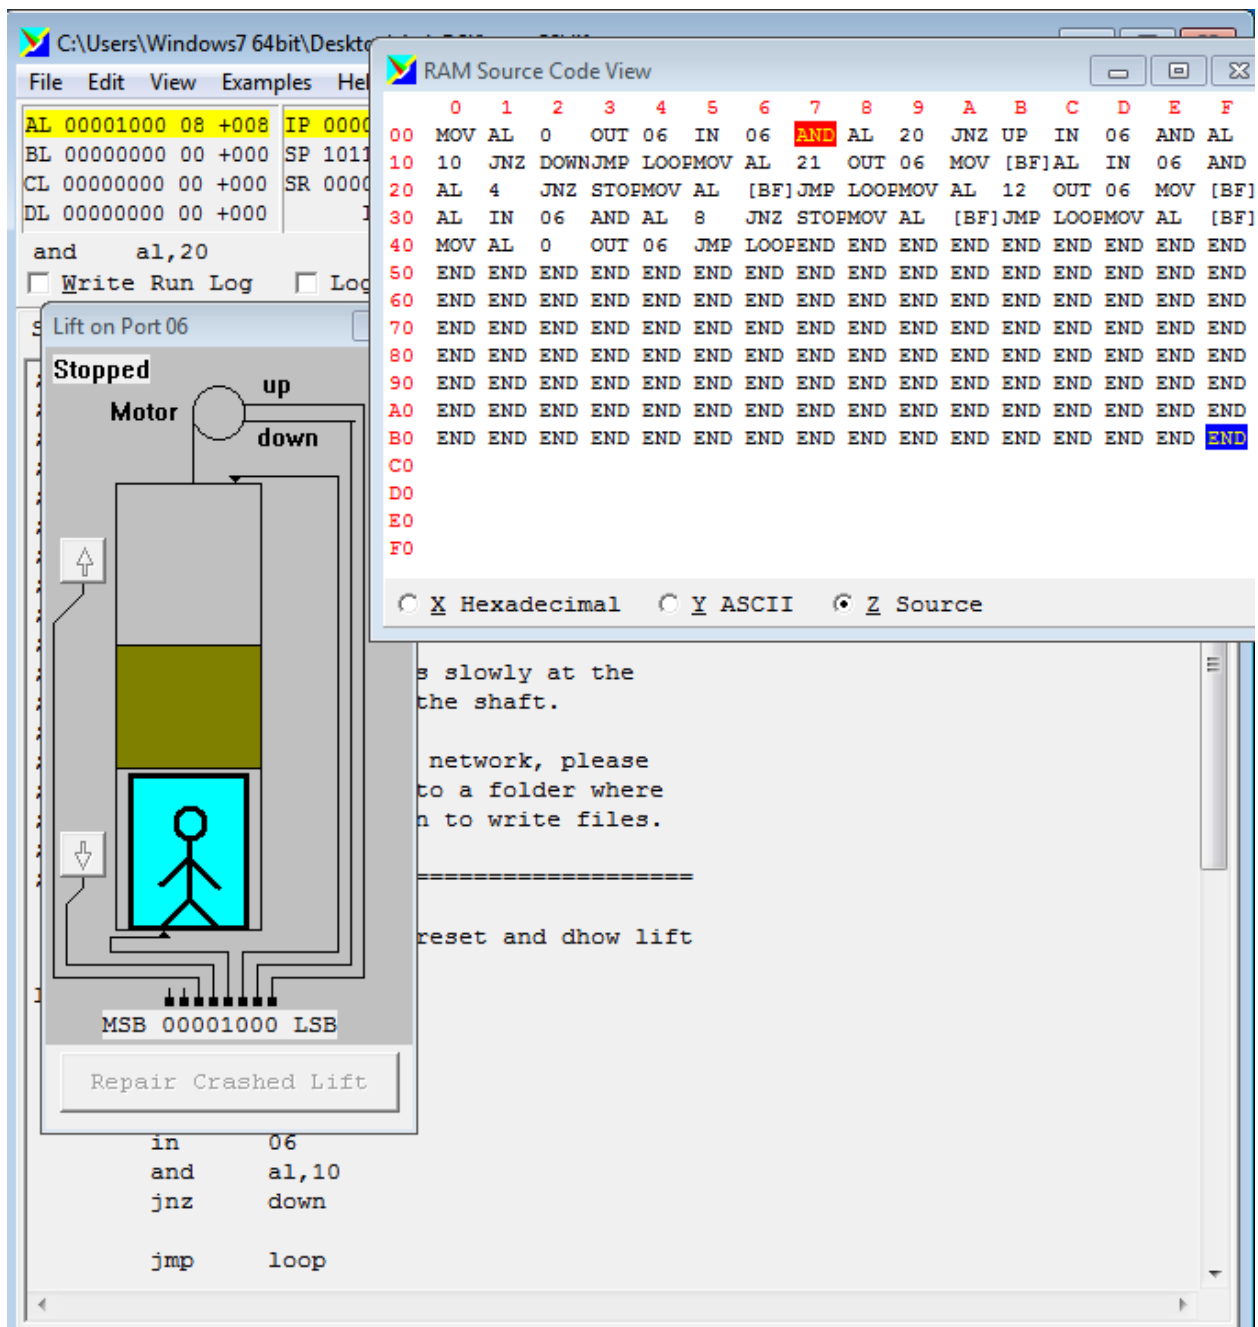 C:\Users\Windows7 64bit\Deskto
File Edit View Examples Hel
AL 00001000 08 +008 IP 0000
BL 00000000 00 +000 SP 1011
CL 00000000 00 +000 SR 0000
DL 00000000 00 +000
and al,20
Write Run Log Log
RAM Source Code View
0 1 2 3 4 5 6 7 8 9 A B C D E F
00 MOV AL 0 OUT 06 IN 06 AND AL 20 JNZ UP IN 06 AND AL
10 10 JNZ DOWNJMP LOOPMOV AL 21 OUT 06 MOV [BF]AL IN 06 AND
20 AL 4 JNZ STOPMOV AL [BF]JMP LOOPMOV AL 12 OUT 06 MOV [BF]
30 AL IN 06 AND AL 8 JNZ STOPMOV AL [BF]JMP LOOPMOV AL [BF]
40 MOV AL 0 OUT 06 JMP LOOPEND END END END END END END END END
50 END END END END END END END END END END END END END END END END
60 END END END END END END END END END END END END END END END END
70 END END END END END END END END END END END END END END END END
80 END END END END END END END END END END END END END END END END
90 END END END END END END END END END END END END END END END END
A0 END END END END END END END END END END END END END END END END
B0 END END END END END END END END END END END END END END END END
C0
D0
E0
F0
X Hexadecimal Y ASCII Z Source
Lift on Port 06
Stopped
up
Motor
down
MSB 00001000 LSB
Repair Crashed Lift
s slowly at the
the shaft.
network, please
to a folder where
n to write files.
===================
reset and dhow lift
in 06
and al,10
jnz down
jmp loop